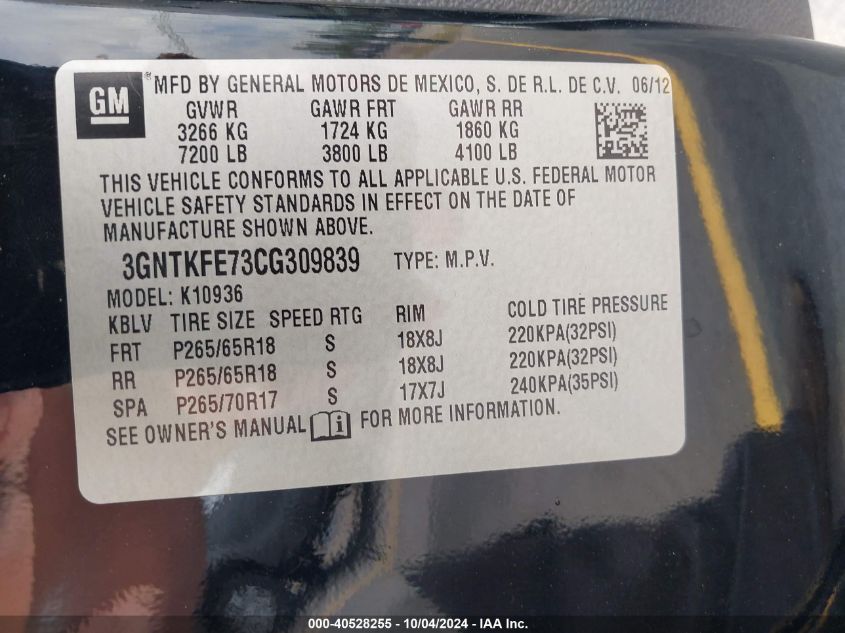 GM ® MFD BY GENERAL MOTORS DE MEXICO, S. DE R.L. DE C.V. 06/12
GVWR GAWR FRT GAWR RR
3266 KG 1724 KG 1860 KG
7200 LB 3800 LB 4100 LB
THIS VEHICLE CONFORMS TO ALL APPLICABLE U.S. FEDERAL MOTOR
VEHICLE SAFETY STANDARDS IN EFFECT ON THE DATE OF
MANUFACTURE SHOWN ABOVE.
3GNTKFE73CG309839 TYPE: M.P.V.
MODEL: K10936
KBLV TIRE SIZE SPEED RTG RIM COLD TIRE PRESSURE
FRT P265/65R18 S 18X8J 220KPA(32PSI)
RR P265/65R18 S 18X8J 220KPA(32PSI)
SPA P265/70R17 S 17X7J 240KPA(35PSI)
SEE OWNER'S MANUAL FOR MORE INFORMATION.
000-40528255 - 10/04/2024 - IAA Inc.